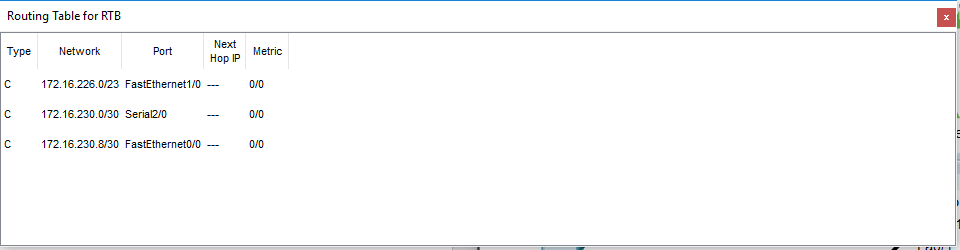 Routing Table for RTB
x
Type Network Port Next Hop IP Metric
C 172.16.226.0/23 FastEthernet1/0 --- 0/0
C 172.16.230.0/30 Serial2/0 --- 0/0
C 172.16.230.8/30 FastEthernet0/0 --- 0/0